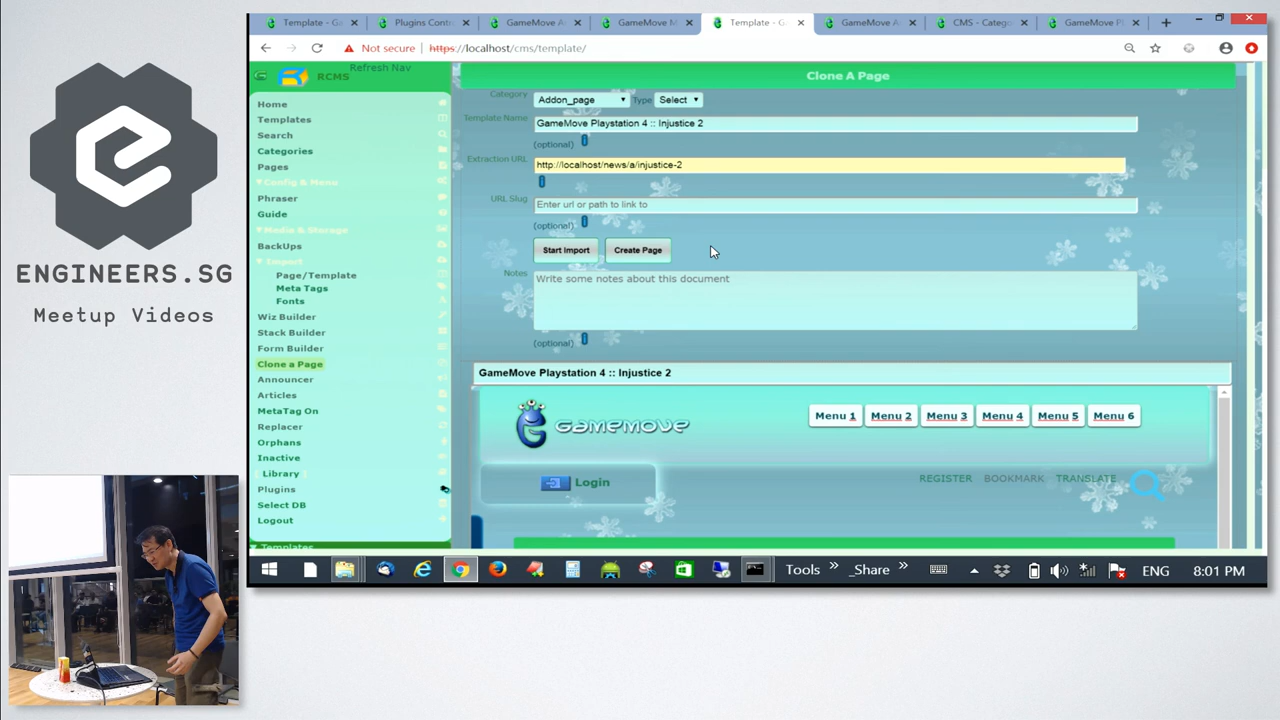 Template - Ga
Plugins Contr
GameMove A
GameMove M
Template - G
GameMove A
CMS - Catego
GameMove Pl
Not secure
https://localhost/cms/template/
ENGINEERS.SG
Meetup Videos
RCMS
Refresh Nav
Home
Templates
Search
Categories
Pages
Config & Menu
Phraser
Guide
Media & Storage
BackUps
Import
Page/Template
Meta Tags
Fonts
Wiz Builder
Stack Builder
Form Builder
Clone a Page
Announcer
Articles
MetaTag On
Replacer
Orphans
Inactive
Library
Plugins
Select DB
Logout
Templates
Clone A Page
Category Addon_page Type Select
Template Name GameMove Playstation 4 :: Injustice 2
(optional)
Extraction URL http://localhost/news/a/injustice-2
URL Slug Enter url or path to link to
(optional)
Start Import Create Page
Notes Write some notes about this document
(optional)
GameMove Playstation 4 :: Injustice 2
GAMEMOVE
Menu 1 Menu 2 Menu 3 Menu 4 Menu 5 Menu 6
Login REGISTER BOOKMARK TRANSLATE
Tools » _Share » ENG 8:01 PM